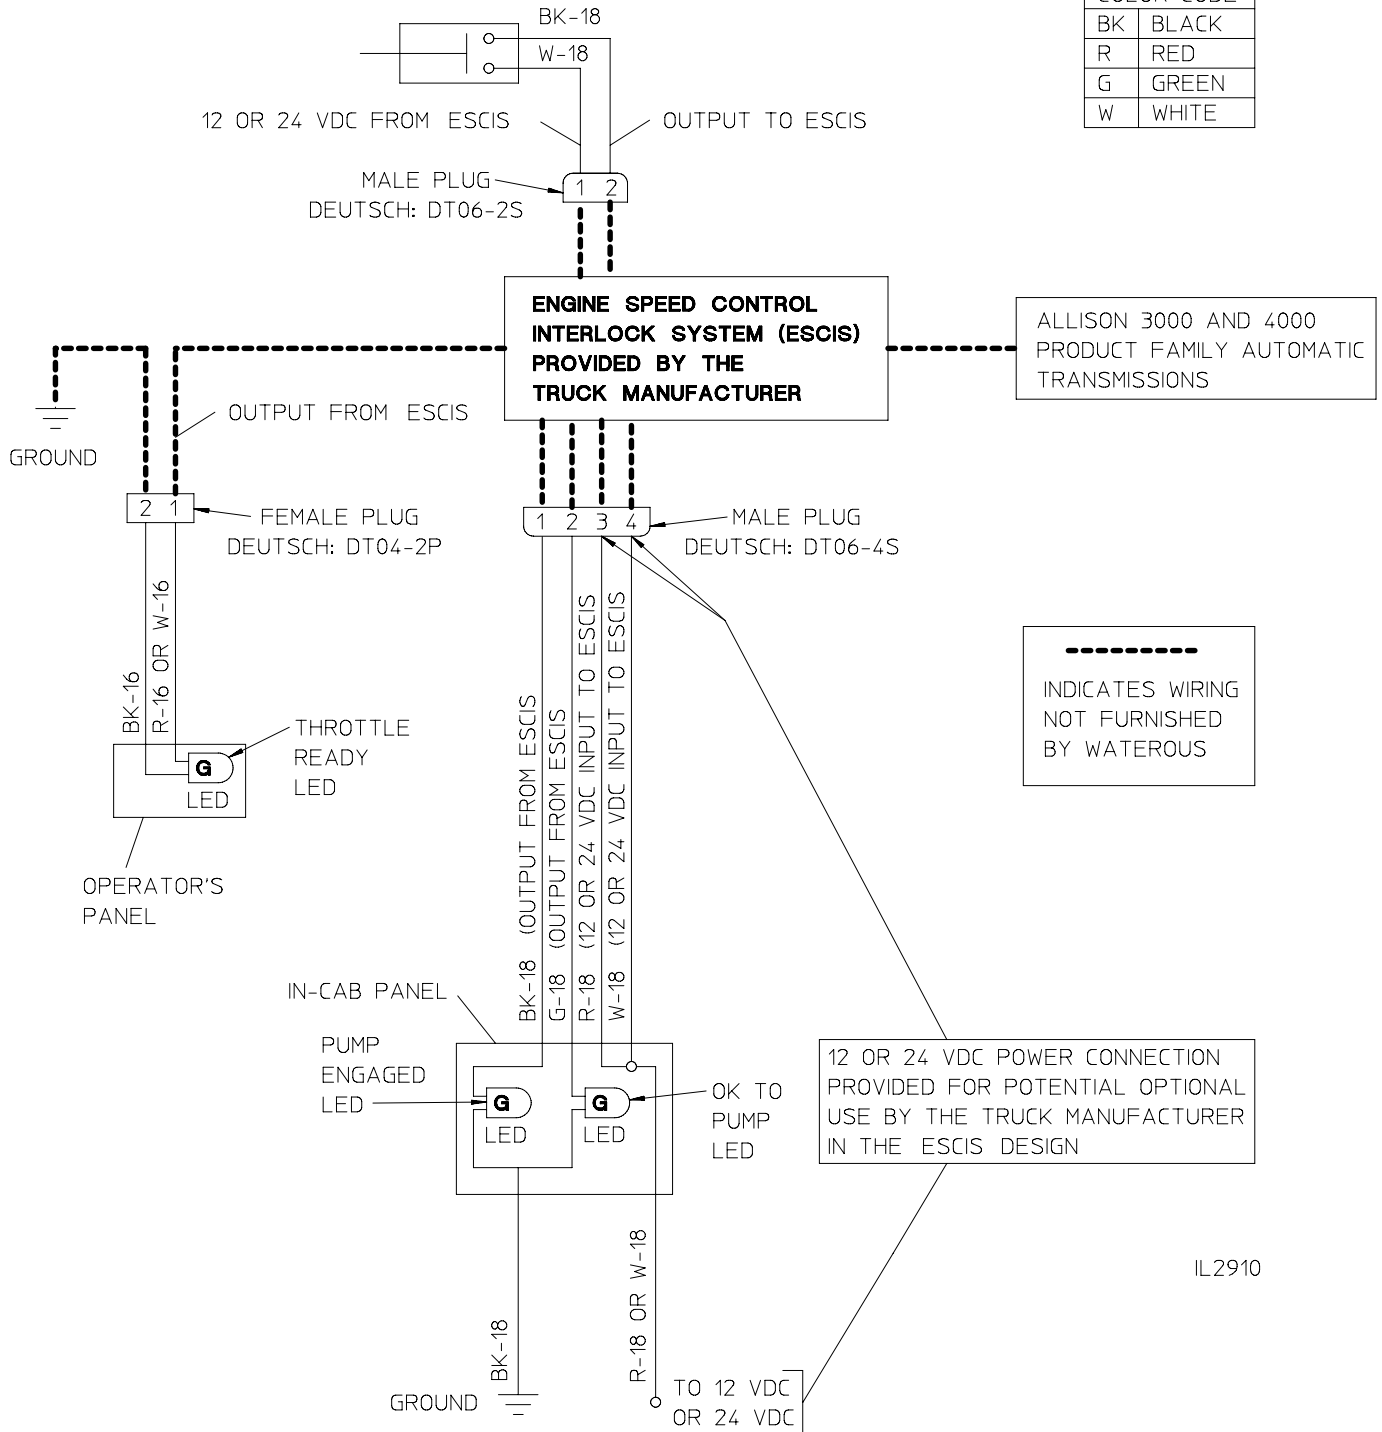 BK-18
W-18
COLOR CODE
BK BLACK
R RED
G GREEN
W WHITE
12 OR 24 VDC FROM ESCIS
OUTPUT TO ESCIS
MALE PLUG
DEUTSCH: DT06-2S
1 2
ENGINE SPEED CONTROL
INTERLOCK SYSTEM (ESCIS)
PROVIDED BY THE
TRUCK MANUFACTURER
ALLISON 3000 AND 4000
PRODUCT FAMILY AUTOMATIC
TRANSMISSIONS
OUTPUT FROM ESCIS
GROUND
2 1
FEMALE PLUG
DEUTSCH: DT04-2P
1 2 3 4
MALE PLUG
DEUTSCH: DT06-4S
BK-16
R-16 OR W-16
THROTTLE
READY
LED
G
LED
OPERATOR'S
PANEL
BK-18 (OUTPUT FROM ESCIS
G-18 (OUTPUT FROM ESCIS
R-18 (12 OR 24 VDC INPUT TO ESCIS
W-18 (12 OR 24 VDC INPUT TO ESCIS
INDICATES WIRING
NOT FURNISHED
BY WATEROUS
IN-CAB PANEL
PUMP
ENGAGED
LED
G
LED
G
LED
OK TO
PUMP
LED
12 OR 24 VDC POWER CONNECTION
PROVIDED FOR POTENTIAL OPTIONAL
USE BY THE TRUCK MANUFACTURER
IN THE ESCIS DESIGN
BK-18
R-18 OR W-18
IL2910
GROUND
TO 12 VDC
OR 24 VDC